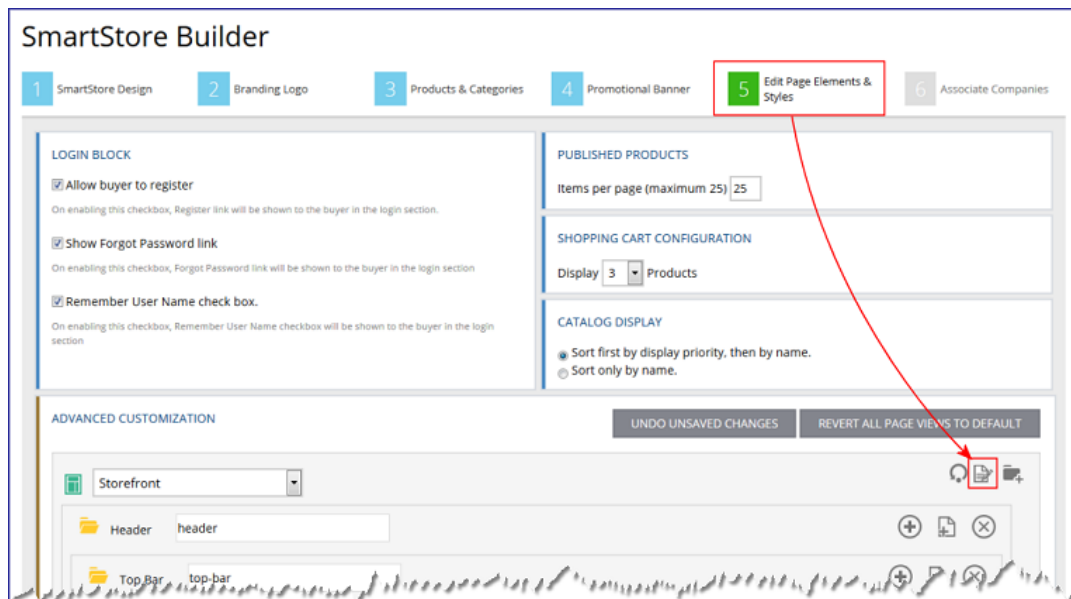 SmartStore Builder
1 SmartStore Design
2 Branding Logo
3 Products & Categories
4 Promotional Banner
5 Edit Page Elements &
Styles
6 Associate Companies
LOGIN BLOCK
Allow buyer to register
On enabling this checkbox, Register link will be shown to the buyer in the login section.
Show Forgot Password link
On enabling this checkbox, Forgot Password link will be shown to the buyer in the login section
Remember User Name check box.
On enabling this checkbox, Remember User Name checkbox will be shown to the buyer in the login
section
PUBLISHED PRODUCTS
Items per page (maximum 25) 25
SHOPPING CART CONFIGURATION
Display 3 Products
CATALOG DISPLAY
Sort first by display priority, then by name.
Sort only by name.
ADVANCED CUSTOMIZATION
UNDO UNSAVED CHANGES
REVERT ALL PAGE VIEWS TO DEFAULT
Storefront
Header header
Top Bar top-bar